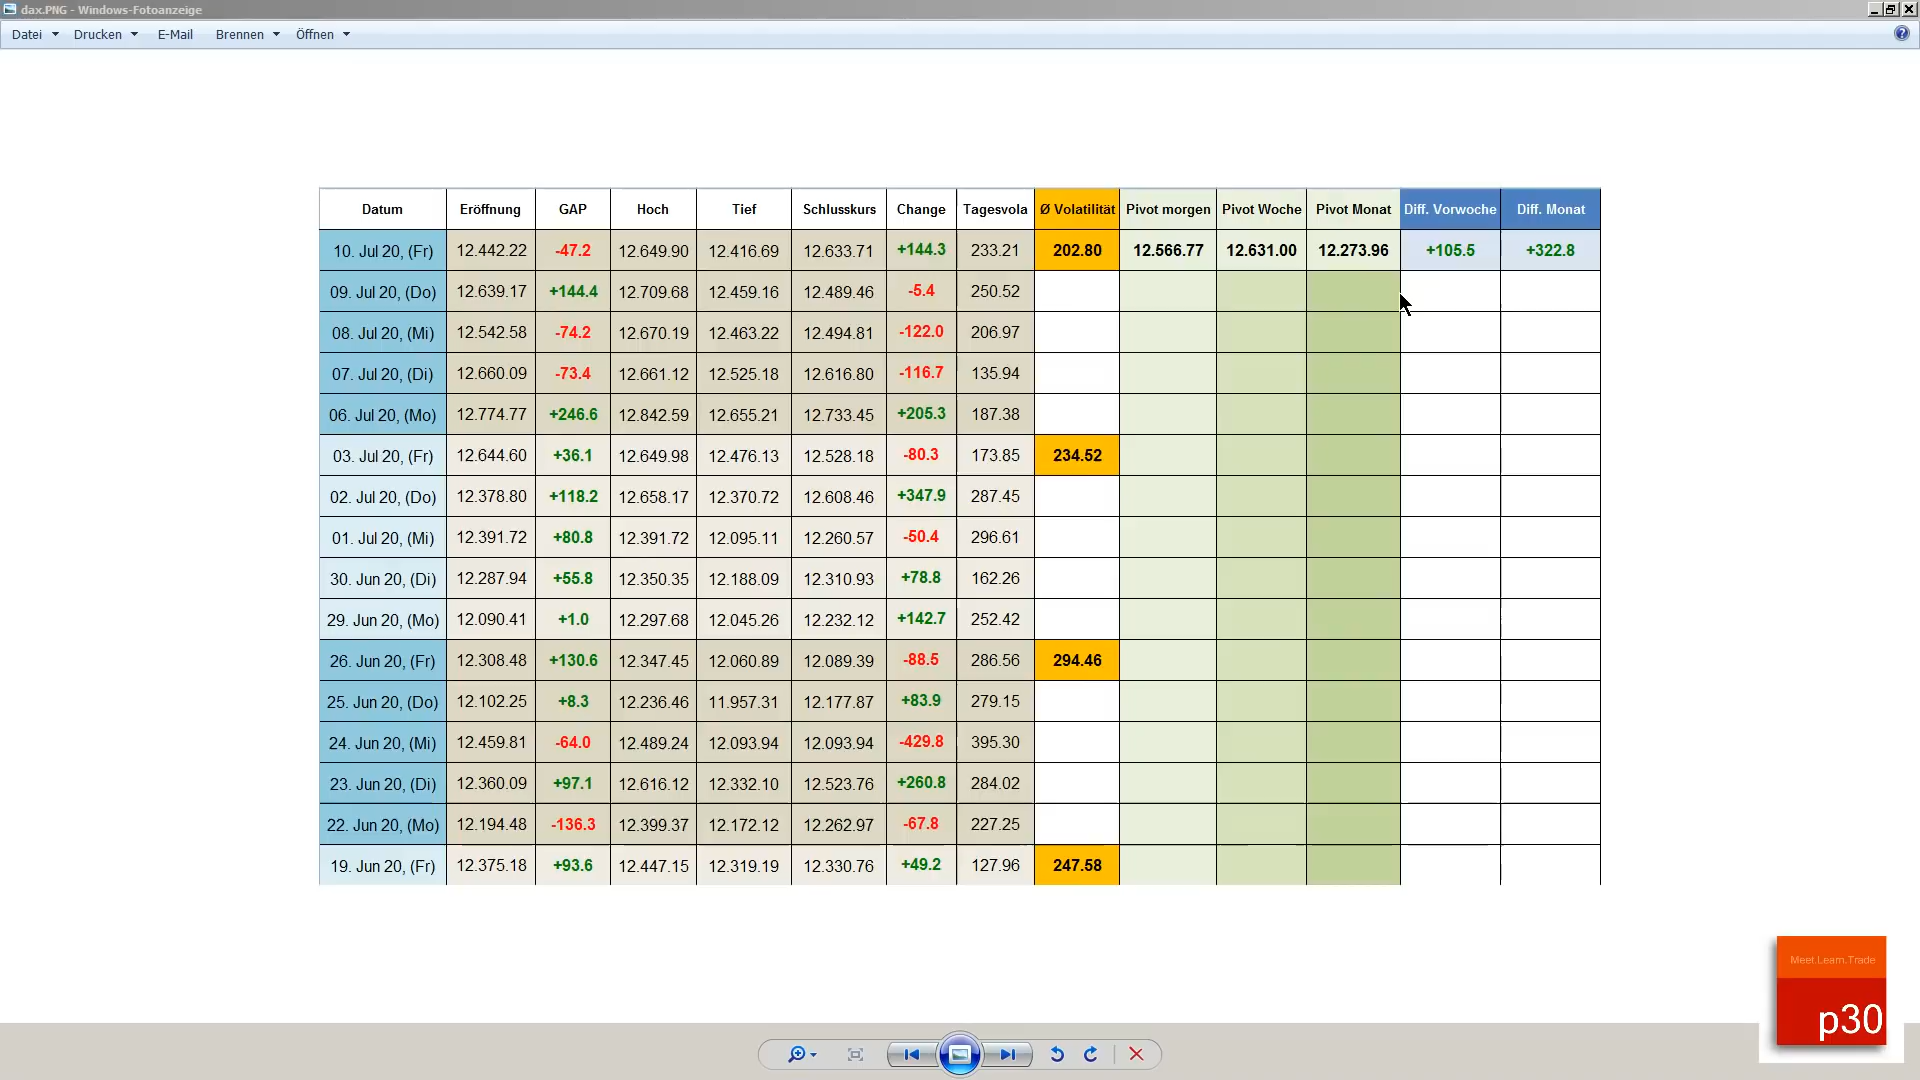 dax.PNG - Windows-Fotoanzeige
Datei Drucken E-Mail Brennen Öffnen
Datum Eröffnung GAP Hoch Tief Schlusskurs Change Tagesvola Ø Volatilität Pivot morgen Pivot Woche Pivot Monat Diff. Vorwoche Diff. Monat
10. Jul 20, (Fr) 12.442.22 -47.2 12.649.90 12.416.69 12.633.71 +144.3 233.21 202.80 12.566.77 12.631.00 12.273.96 +105.5 +322.8
09. Jul 20, (Do) 12.639.17 +144.4 12.709.68 12.459.16 12.489.46 -5.4 250.52
08. Jul 20, (Mi) 12.542.58 -74.2 12.670.19 12.463.22 12.494.81 -122.0 206.97
07. Jul 20, (Di) 12.660.09 -73.4 12.661.12 12.525.18 12.616.80 -116.7 135.94
06. Jul 20, (Mo) 12.774.77 +246.6 12.842.59 12.655.21 12.733.45 +205.3 187.38
03. Jul 20, (Fr) 12.644.60 +36.1 12.649.98 12.476.13 12.528.18 -80.3 173.85 234.52
02. Jul 20, (Do) 12.378.80 +118.2 12.658.17 12.370.72 12.608.46 +347.9 287.45
01. Jul 20, (Mi) 12.391.72 +80.8 12.391.72 12.095.11 12.260.57 -50.4 296.61
30. Jun 20, (Di) 12.287.94 +55.8 12.350.35 12.188.09 12.310.93 +78.8 162.26
29. Jun 20, (Mo) 12.090.41 +1.0 12.297.68 12.045.26 12.232.12 +142.7 252.42
26. Jun 20, (Fr) 12.308.48 +130.6 12.347.45 12.060.89 12.089.39 -88.5 286.56 294.46
25. Jun 20, (Do) 12.102.25 +8.3 12.236.46 11.957.31 12.177.87 +83.9 279.15
24. Jun 20, (Mi) 12.459.81 -64.0 12.489.24 12.093.94 12.093.94 -429.8 395.30
23. Jun 20, (Di) 12.360.09 +97.1 12.616.12 12.332.10 12.523.76 +260.8 284.02
22. Jun 20, (Mo) 12.194.48 -136.3 12.399.37 12.172.12 12.262.97 -67.8 227.25
19. Jun 20, (Fr) 12.375.18 +93.6 12.447.15 12.319.19 12.330.76 +49.2 127.96 247.58
Meet.Learn.Trade
p30